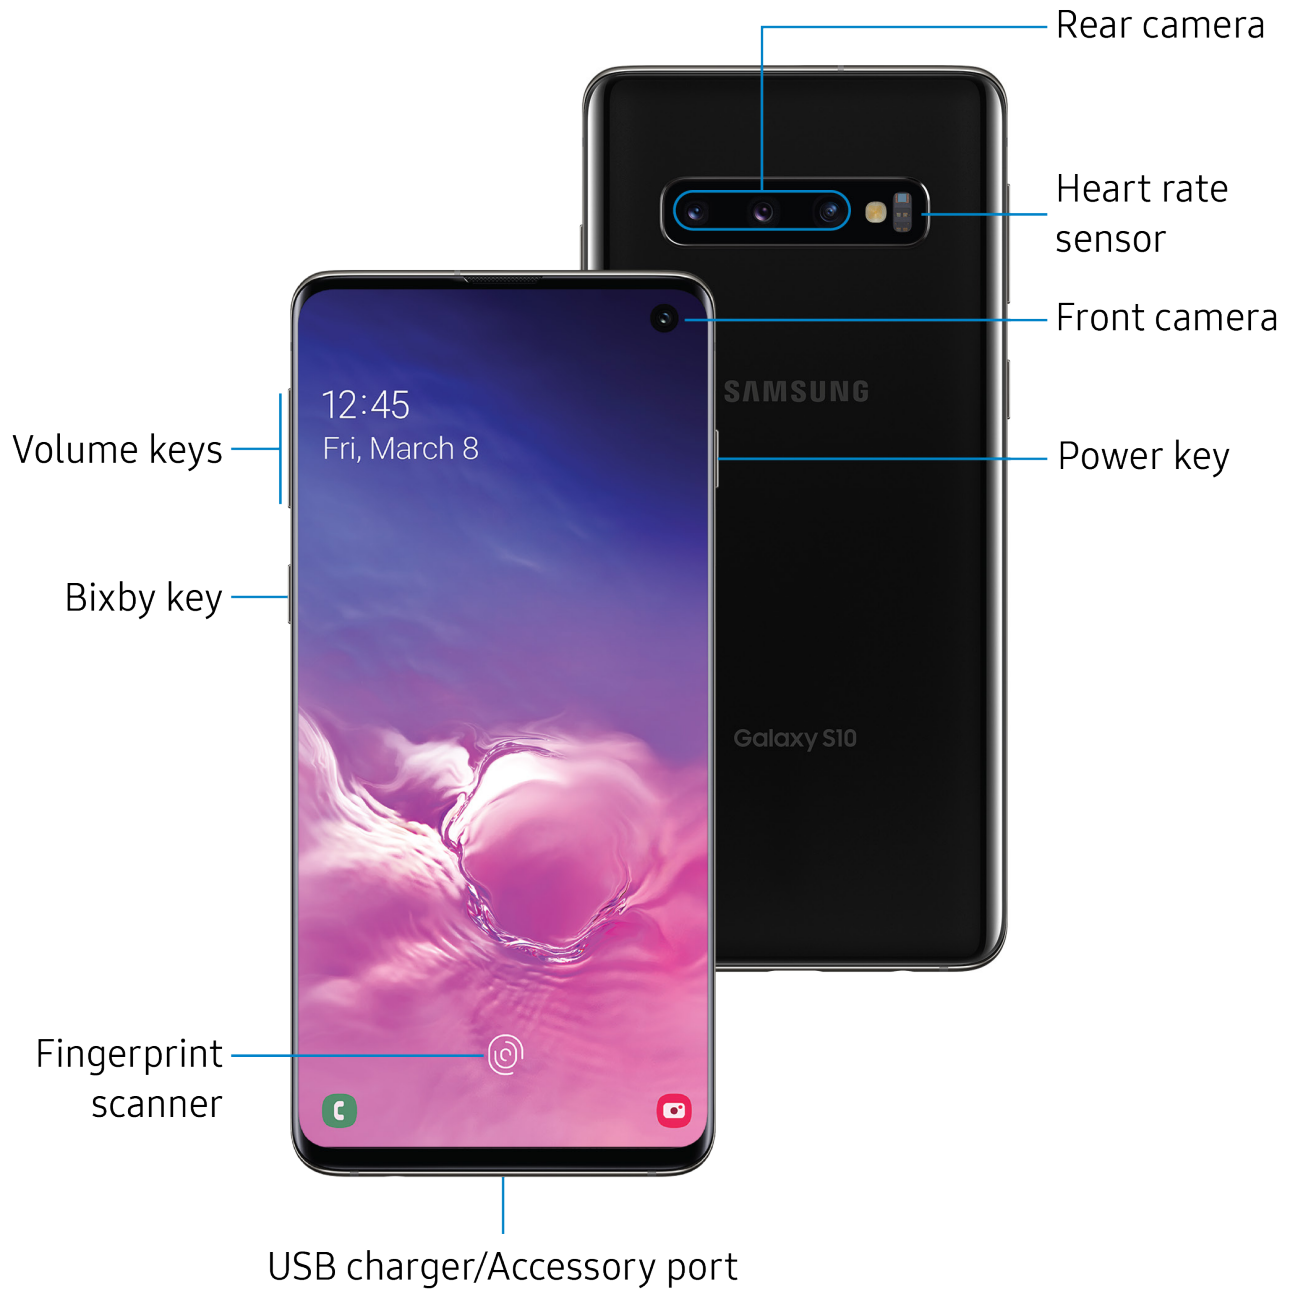 Rear camera
Heart rate
sensor
Front camera
SAMSUNG
12:45
Fri, March 8
Volume keys
Power key
Bixby key
Galaxy S10
Fingerprint
scanner
USB charger/Accessory port